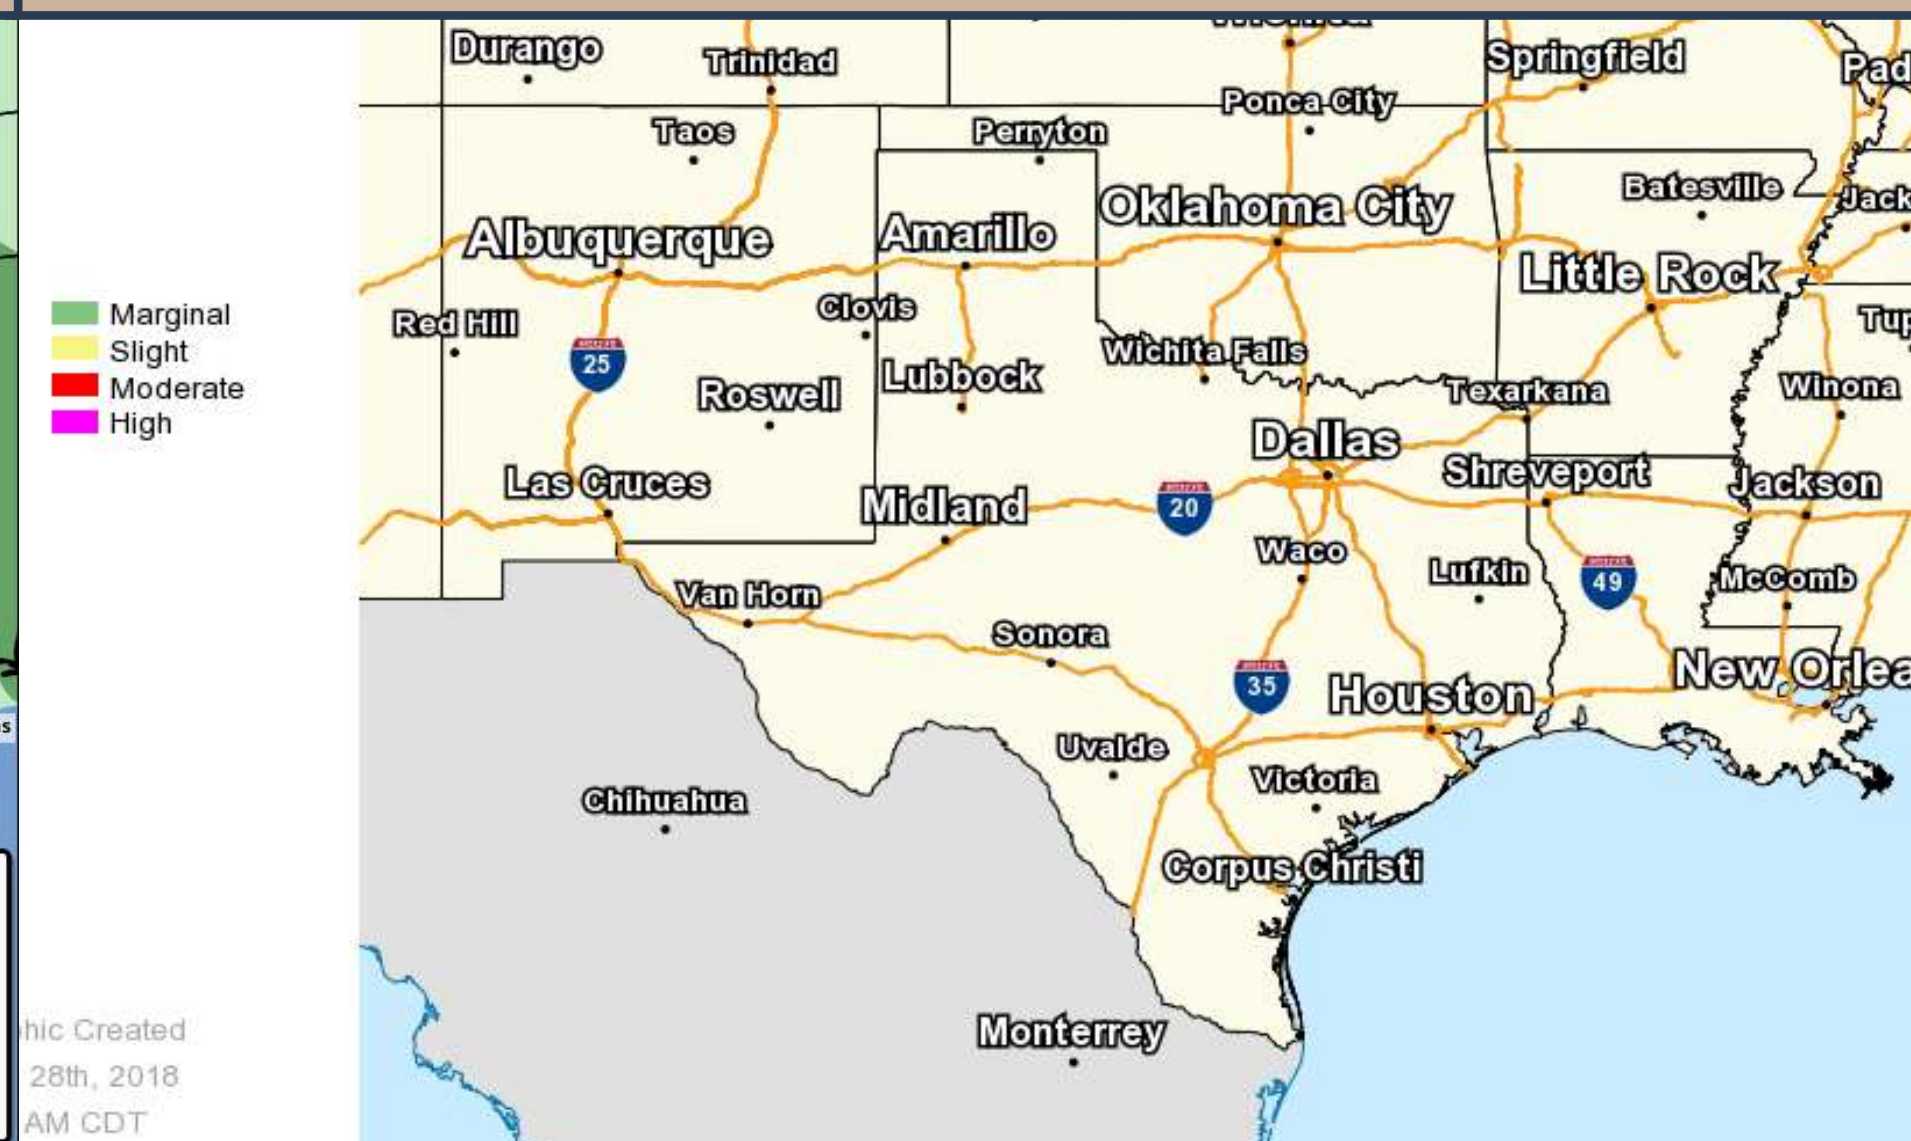 Durango
Trinidad
Springfield
Ponca City
Taos
Perryton
Batesville
Oklahoma City
Albuquerque
Amarillo
Little Rock
Marginal
Slight
Moderate
High
Red Hill
Clovis
25
Wichita Falls
Roswell
Lubbock
Texarkana
Winona
Dallas
Las Cruces
Midland
20
Shreveport
Jackson
Waco
Lufkin
49
McComb
Van Horn
Sonora
35
Houston
New Orlea
Uvalde
Victoria
Chihuahua
Corpus Christi
Monterrey
hic Created
28th, 2018
AM CDT